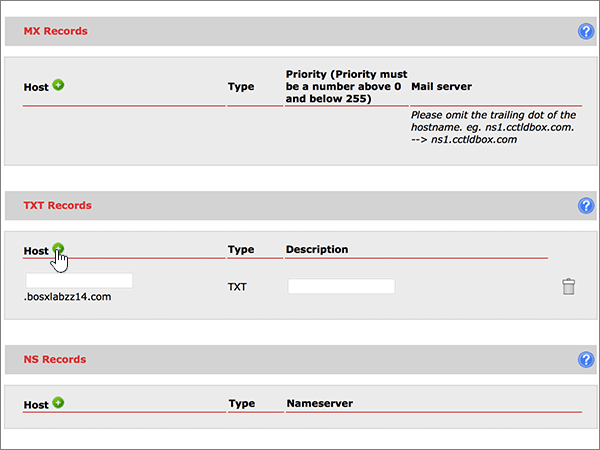 MX Records
?
Host
Type
Priority (Priority must
be a number above 0
and below 255)
Mail server
Please omit the trailing dot of the
hostname. eg. ns1.cctldbox.com.
--> ns1.cctldbox.com
TXT Records
?
Host
Type
Description
.bosxlabzz14.com
TXT
NS Records
?
Host
Type
Nameserver